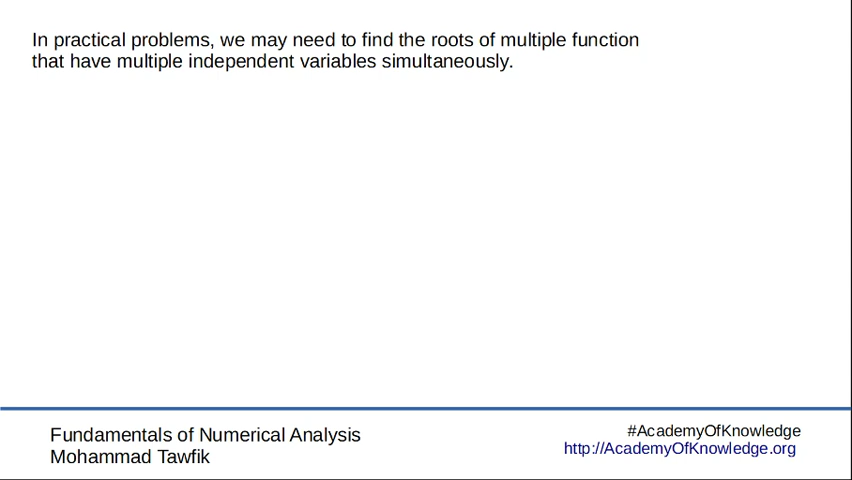 In practical problems, we may need to find the roots of multiple function
that have multiple independent variables simultaneously.
Fundamentals of Numerical Analysis
Mohammad Tawfik
#AcademyOfKnowledge
http://AcademyOfKnowledge.org